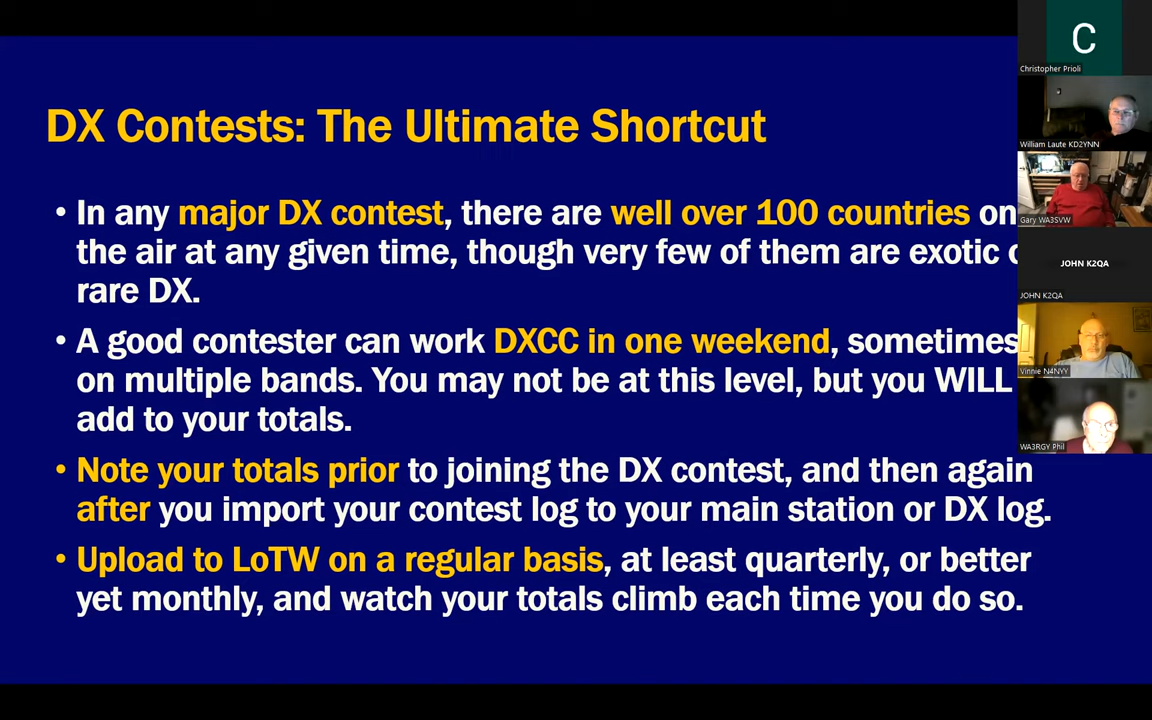 DX Contests: The Ultimate Shortcut
• In any major DX contest, there are well over 100 countries on
the air at any given time, though very few of them are exotic
rare DX.
• A good contester can work DXCC in one weekend, sometimes
on multiple bands. You may not be at this level, but you WILL
add to your totals.
• Note your totals prior to joining the DX contest, and then again
after you import your contest log to your main station or DX log.
• Upload to LoTW on a regular basis, at least quarterly, or better
yet monthly, and watch your totals climb each time you do so.
C
Christopher Prioli
William Laute KD2YNN
Gary WA3SVW
JOHN K2QA
JOHN K2QA
Vinnie N4NYY
WA3RGY Phil